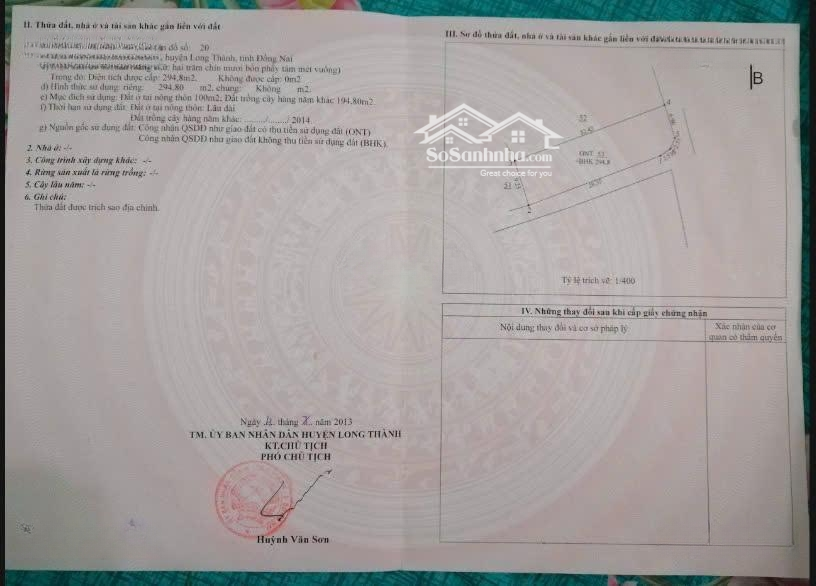 II. Thửa đất, nhà ở và tài sản khác gắn liền với đất
bản đồ số: 20
, huyện Long Thành, tỉnh Đồng Nai
hai trăm chín mươi bốn phẩy tám mét vuông)
Trong đó: Diện tích được cấp: 294,8m2. Không được cấp: 0m2
d) Hình thức sử dụng: riêng: 294,80 m2, chung: Không m2.
e) Mục đích sử dụng: Đất ở tại nông thôn 100m2; Đất trồng cây hàng năm khác 194,80m2.
f) Thời hạn sử dụng đất: Đất ở tại nông thôn: Lâu dài
Đất trồng cây hàng năm khác: ........./........./ 2014
g) Nguồn gốc sử dụng đất: Công nhận QSDĐ như giao đất có thu tiền sử dụng đất (ONT)
Công nhận QSDĐ như giao đất không thu tiền sử dụng đất (BHK).
2. Nhà ở: -/-
3. Công trình xây dựng khác: -/-
4. Rừng sản xuất là rừng trồng: -/-
5. Cây lâu năm: -/-
6. Ghi chú:
Thửa đất được trích sao địa chính.
Ngày tháng năm 2013
TM. ỦY BAN NHÂN DÂN HUYỆN LONG THÀNH
KT.CHỦ TỊCH
PHÓ CHỦ TỊCH
Huỳnh Văn Sơn
III. Sơ đồ thửa đất, nhà ở và tài sản khác gắn liền với đất
B
4
52
ONT 53
+BHK 294,8
51
2
SoSanhnha.com
Great choice for you
Tỷ lệ trích vẽ: 1/400
IV. Những thay đổi sau khi cấp giấy chứng nhận
Nội dung thay đổi và cơ sở pháp lý
Xác nhận của cơ
quan có thẩm quyền